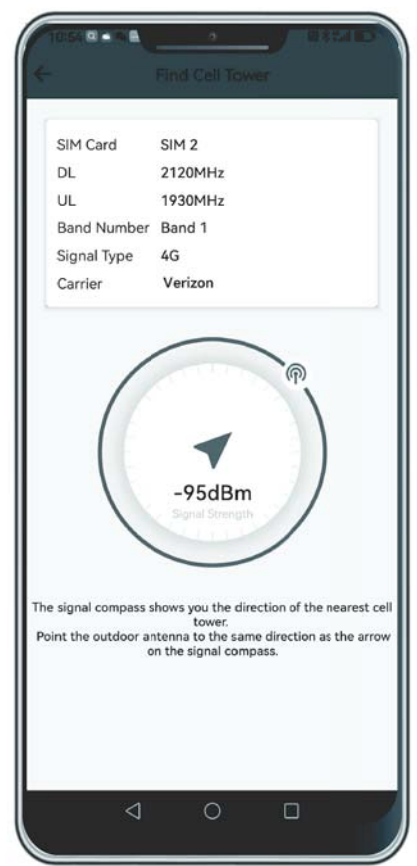 10:54
Find Cell Tower
SIM Card SIM 2
DL 2120MHz
UL 1930MHz
Band Number Band 1
Signal Type 4G
Carrier Verizon
-95dBm
Signal Strength
The signal compass shows you the direction of the nearest cell
tower.
Point the outdoor antenna to the same direction as the arrow
on the signal compass.